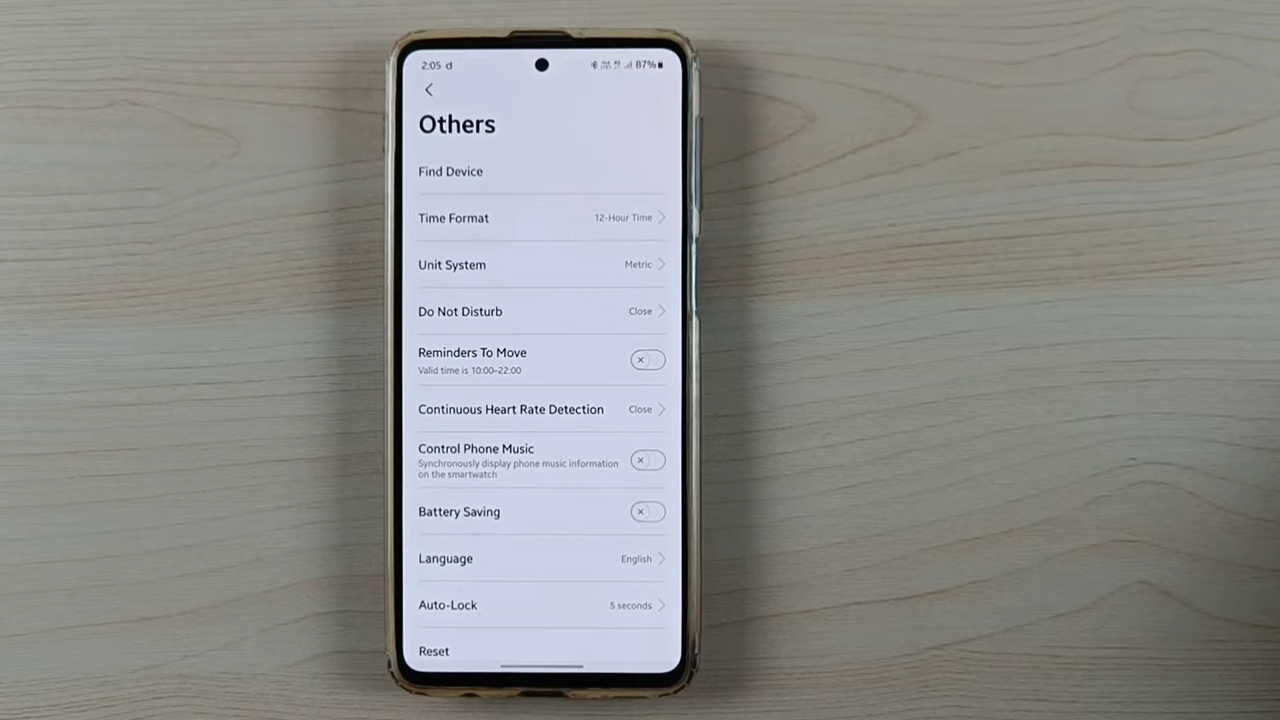 2:05 d
87%
Others
Find Device
Time Format 12-Hour Time
Unit System Metric
Do Not Disturb Close
Reminders To Move
Valid time is 10:00–22:00
Continuous Heart Rate Detection Close
Control Phone Music
Synchronously display phone music information
on the smartwatch
Battery Saving
Language English
Auto-Lock 5 seconds
Reset